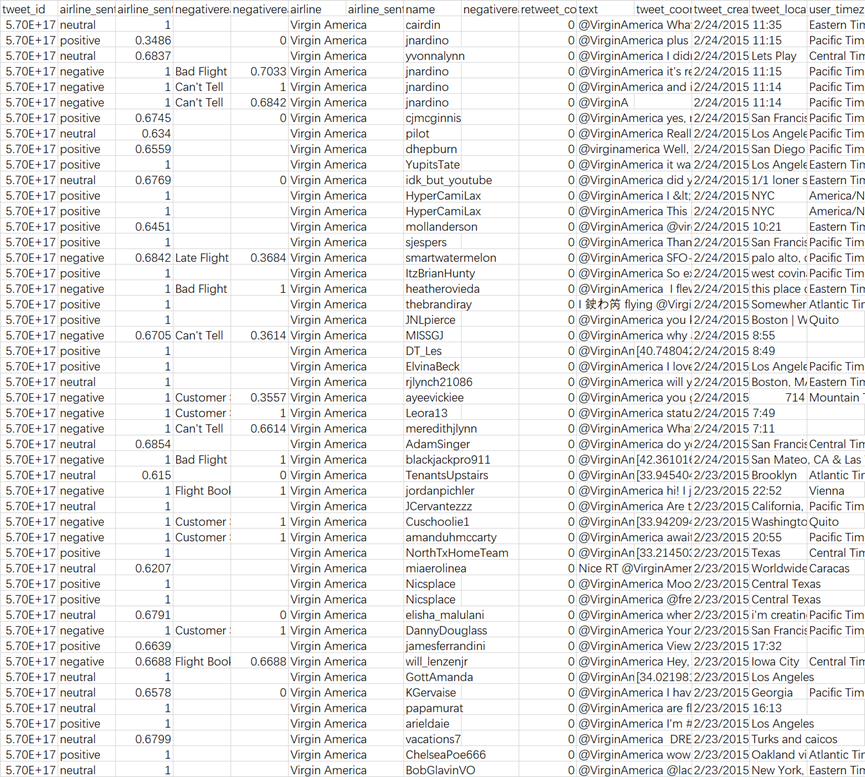 tweet_id airline_sent airline_sent negativerea negativerea airline airline_sent name negativerea retweet_co text tweet_coor tweet_crea tweet_loca user_timez
5.70E+17 neutral 1 Virgin America cairdin 0 @VirginAmerica Wha 2/24/2015 11:35 Eastern Tim
5.70E+17 positive 0.3486 0 Virgin America jnardino 0 @VirginAmerica plus 2/24/2015 11:15 Pacific Tim
5.70E+17 neutral 0.6837 Virgin America yvonnalynn 0 @VirginAmerica I didn 2/24/2015 Lets Play Central Tim
5.70E+17 negative 1 Bad Flight 0.7033 Virgin America jnardino 0 @VirginAmerica it's re 2/24/2015 11:15 Pacific Tim
5.70E+17 negative 1 Can't Tell 1 Virgin America jnardino 0 @VirginAmerica and i 2/24/2015 11:14 Pacific Tim
5.70E+17 negative 1 Can't Tell 0.6842 Virgin America jnardino 0 @VirginA 2/24/2015 11:14 Pacific Tim
5.70E+17 positive 0.6745 0 Virgin America cjmcginnis 0 @VirginAmerica yes, 2/24/2015 San Francis Pacific Tim
5.70E+17 neutral 0.634 Virgin America pilot 0 @VirginAmerica Reall 2/24/2015 Los Angele Pacific Tim
5.70E+17 positive 0.6559 Virgin America dhepburn 0 @virginamerica Well, 2/24/2015 San Diego Pacific Tim
5.70E+17 positive 1 Virgin America YupitsTate 0 @VirginAmerica it wa 2/24/2015 Los Angele Eastern Tim
5.70E+17 neutral 0.6769 0 Virgin America idk_but_youtube 0 @VirginAmerica did y 2/24/2015 1/1 loner s Eastern Tim
5.70E+17 positive 1 Virgin America HyperCamiLax 0 @VirginAmerica I &lt; 2/24/2015 NYC America/N
5.70E+17 positive 1 Virgin America HyperCamiLax 0 @VirginAmerica This 2/24/2015 NYC America/N
5.70E+17 positive 0.6451 Virgin America mollanderson 0 @VirginAmerica @vir 2/24/2015 10:21 Eastern Tim
5.70E+17 positive 1 Virgin America sjespers 0 @VirginAmerica Than 2/24/2015 San Francis Pacific Tim
5.70E+17 negative 0.6842 Late Flight 0.3684 Virgin America smartwatermelon 0 @VirginAmerica SFO- 2/24/2015 palo alto, c Pacific Tim
5.70E+17 positive 1 Virgin America ItzBrianHunty 0 @VirginAmerica So ex 2/24/2015 west covin Pacific Tim
5.70E+17 negative 1 Bad Flight 1 Virgin America heatherovieda 0 @VirginAmerica I flew 2/24/2015 this place c Eastern Tim
5.70E+17 positive 1 Virgin America thebrandiray 0 I flying @Virgi 2/24/2015 Somewher Atlantic Tim
5.70E+17 positive 1 Virgin America JNLpierce 0 @VirginAmerica you 2/24/2015 Boston | W Quito
5.70E+17 negative 0.6705 Can't Tell 0.3614 Virgin America MISSGJ 0 @VirginAmerica why 2/24/2015 8:55
5.70E+17 positive 1 Virgin America DT_Les 0 @VirginAm [40.748042 2/24/2015 8:49
5.70E+17 positive 1 Virgin America ElvinaBeck 0 @VirginAmerica I love 2/24/2015 Los Angele Pacific Tim
5.70E+17 neutral 1 Virgin America rjlynch21086 0 @VirginAmerica will y 2/24/2015 Boston, MA Eastern Tim
5.70E+17 negative 1 Customer S 0.3557 Virgin America ayeevickiee 0 @VirginAmerica you g 2/24/2015 714 Mountain T
5.70E+17 negative 1 Customer S 1 Virgin America Leora13 0 @VirginAmerica statu 2/24/2015 7:49
5.70E+17 negative 1 Can't Tell 0.6614 Virgin America meredithjlynn 0 @VirginAmerica Wha 2/24/2015 7:11
5.70E+17 neutral 0.6854 Virgin America AdamSinger 0 @VirginAmerica do y 2/24/2015 San Francis Central Tim
5.70E+17 negative 1 Bad Flight 1 Virgin America blackjackpro911 0 @VirginAm [42.361016 2/24/2015 San Mateo, CA & Las
5.70E+17 neutral 0.615 0 Virgin America TenantsUpstairs 0 @VirginAm [33.945404 2/23/2015 Brooklyn Atlantic Tim
5.70E+17 negative 1 Flight Book 1 Virgin America jordanpichler 0 @VirginAmerica hi! I j 2/23/2015 22:52 Vienna
5.70E+17 neutral 1 Virgin America JCervantezzz 0 @VirginAmerica Are t 2/23/2015 California, Pacific Tim
5.70E+17 negative 1 Customer S 1 Virgin America Cuschoolie1 0 @VirginAm [33.942094 2/23/2015 Washingto Quito
5.70E+17 negative 1 Customer S 1 Virgin America amanduhmccarty 0 @VirginAmerica await 2/23/2015 20:55 Pacific Tim
5.70E+17 positive 1 Virgin America NorthTxHomeTeam 0 @VirginAm [33.214503 2/23/2015 Texas Central Tim
5.70E+17 neutral 0.6207 Virgin America miaerolinea 0 Nice RT @VirginAmer 2/23/2015 Worldwide Caracas
5.70E+17 positive 1 Virgin America Nicsplace 0 @VirginAmerica Moo 2/23/2015 Central Texas
5.70E+17 positive 1 Virgin America Nicsplace 0 @VirginAmerica @fre 2/23/2015 Central Texas
5.70E+17 neutral 0.6791 0 Virgin America elisha_malulani 0 @VirginAmerica wher 2/23/2015 i'm creatin Pacific Tim
5.70E+17 negative 1 Customer S 1 Virgin America DannyDouglass 0 @VirginAmerica Your 2/23/2015 San Francis Pacific Tim
5.70E+17 positive 0.6639 Virgin America jamesferrandini 0 @VirginAmerica View 2/23/2015 17:32
5.70E+17 negative 0.6688 Flight Book 0.6688 Virgin America will_lenzenjr 0 @VirginAmerica Hey, 2/23/2015 Iowa City Central Tim
5.70E+17 neutral 1 Virgin America GottAmanda 0 @VirginAm [34.02198 2/23/2015 Los Angeles
5.70E+17 neutral 0.6578 0 Virgin America KGervaise 0 @VirginAmerica I hav 2/23/2015 Georgia Pacific Tim
5.70E+17 neutral 1 Virgin America papamurat 0 @VirginAmerica are fl 2/23/2015 16:13
5.70E+17 positive 1 Virgin America arieldaie 0 @VirginAmerica I'm # 2/23/2015 Los Angeles
5.70E+17 neutral 0.6799 Virgin America vacations7 0 @VirginAmerica DRE 2/23/2015 Turks and caicos
5.70E+17 positive 1 Virgin America ChelseaPoe666 0 @VirginAmerica wow 2/23/2015 Oakland vi Atlantic Tim
5.70E+17 neutral 1 Virgin America BobGlavinVO 0 @VirginAmerica @lad 2/23/2015 New York, Eastern Tim